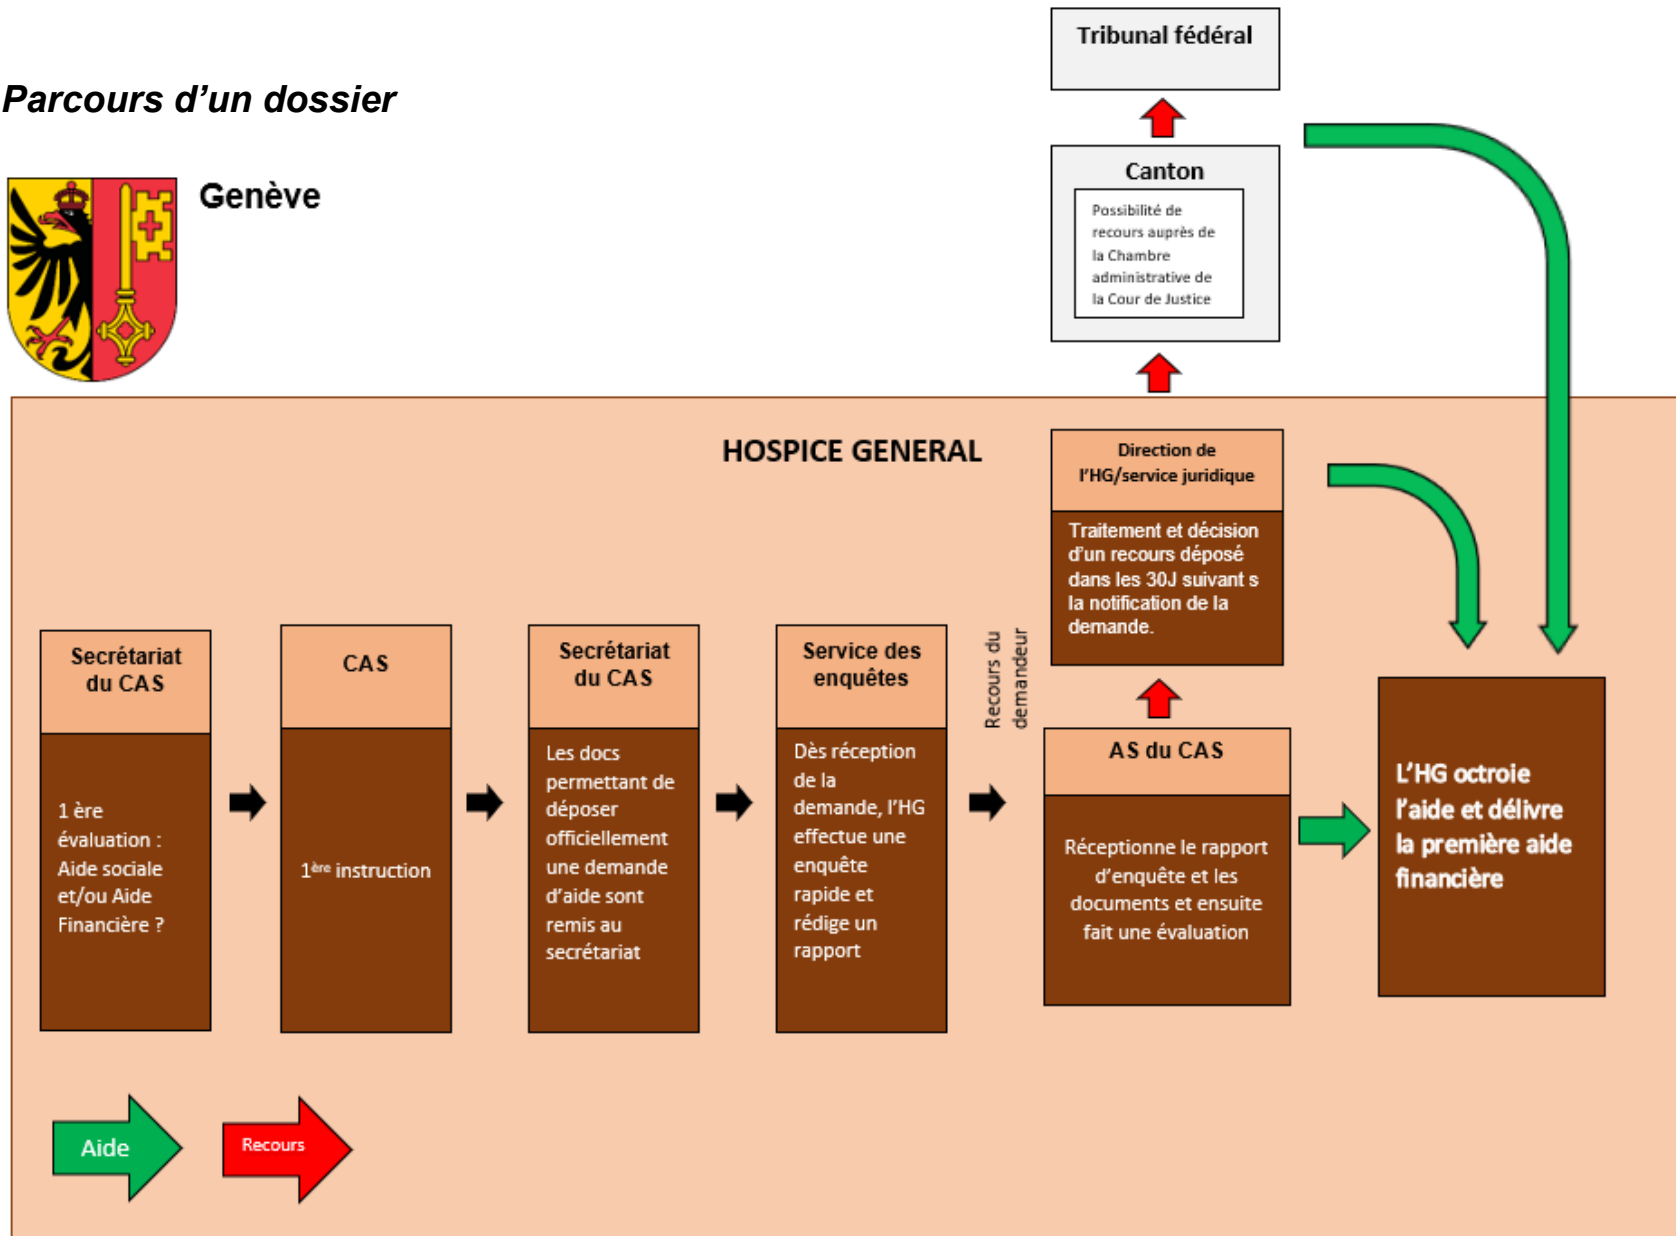 Parcours d'un dossier
Genève
Tribunal fédéral
Canton
Possibilité de
recours auprès de
la Chambre
administrative de
la Cour de Justice
HOSPICE GENERAL
Direction de
l'HG/service juridique
Traitement et décision
d'un recours déposé
dans les 30J suivant s
la notification de la
demande.
Secrétariat
du CAS
1 ère
évaluation :
Aide sociale
et/ou Aide
Financière ?
CAS
1ère instruction
Secrétariat
du CAS
Les docs
permettant de
déposer
officiellement
une demande
d'aide sont
remis au
secrétariat
Service des
enquêtes
Dès réception
de la
demande, l'HG
effectue une
enquête
rapide et
rédige un
rapport
Recours du
demandeur
AS du CAS
Réceptionne le rapport
d'enquête et les
documents et ensuite
fait une évaluation
L'HG octroie
l'aide et délivre
la première aide
financière
Aide
Recours